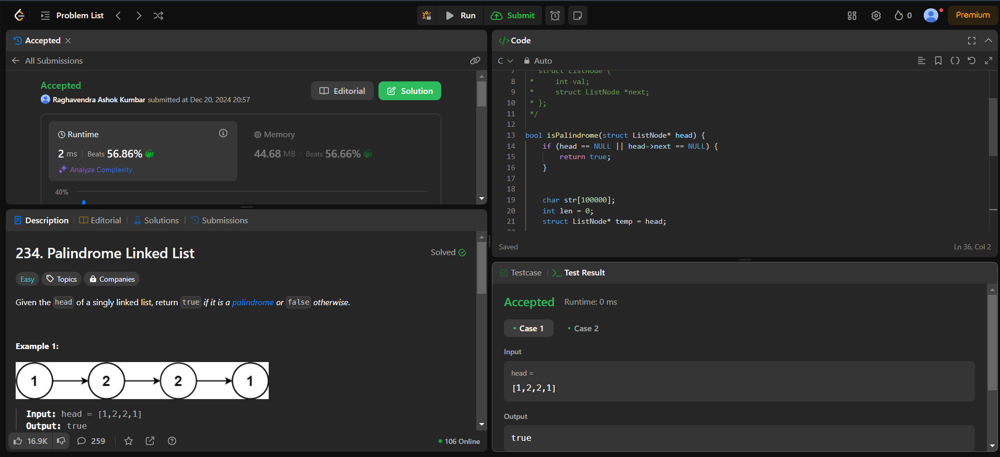 Problem List
Run
Submit
0
Premium
Accepted
All Submissions
Accepted
Editorial
Solution
Raghavendra Ashok Kumbar submitted at Dec 20, 2024 20:57
Runtime
2 ms | Beats 56.86%
Analyze Complexity
Memory
44.68 MB | Beats 56.66%
40%
Description | Editorial | Solutions | Submissions
234. Palindrome Linked List
Solved
Easy
Topics
Companies
Given the head of a singly linked list, return true if it is a palindrome or false otherwise.
Example 1:
1 2 2 1
Input: head = [1,2,2,1]
Output: true
16.9K
259
106 Online
</> Code
C
Auto
7 * struct ListNode {
8 *     int val;
9 *     struct ListNode *next;
10 * };
11 */
12
13 bool isPalindrome(struct ListNode* head) {
14     if (head == NULL || head->next == NULL) {
15         return true;
16     }
17
18
19     char str[100000];
20     int len = 0;
21     struct ListNode* temp = head;
22
Saved
Ln 36, Col 2
Testcase | Test Result
Accepted
Runtime: 0 ms
Case 1
Case 2
Input
head =
[1,2,2,1]
Output
true